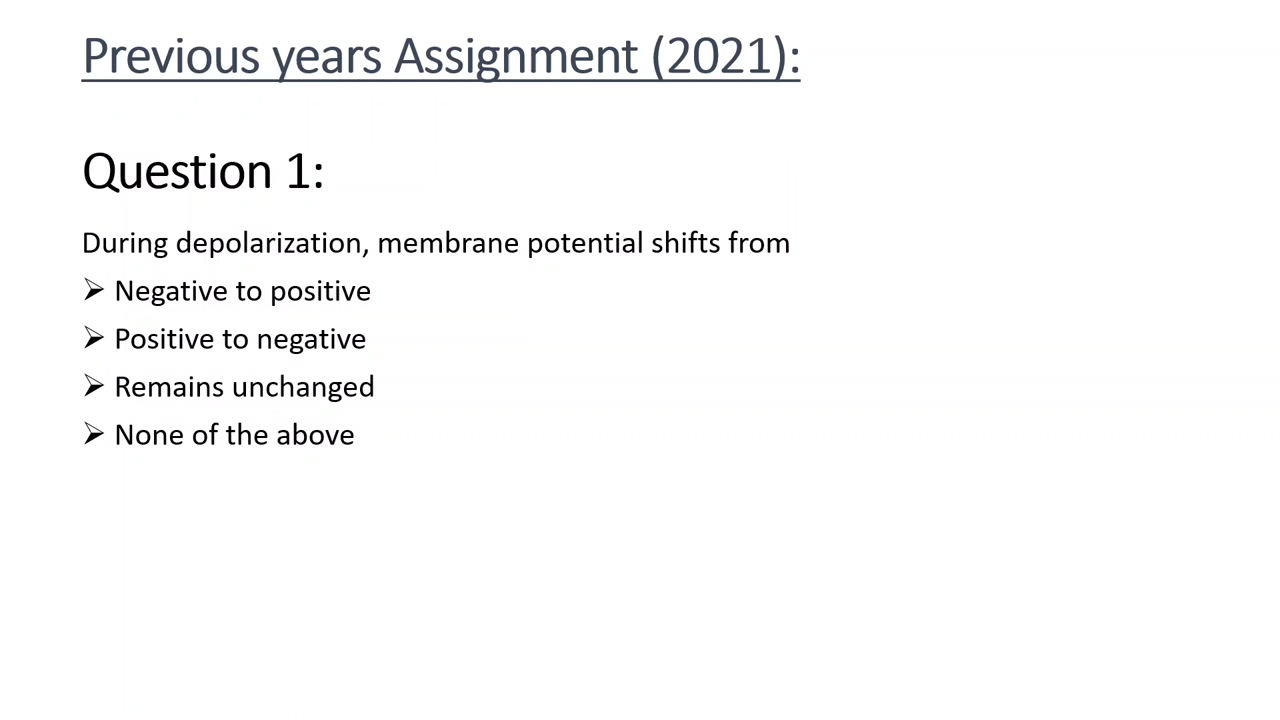 Previous years Assignment (2021):
Question 1:
During depolarization, membrane potential shifts from
➢ Negative to positive
➢ Positive to negative
➢ Remains unchanged
➢ None of the above